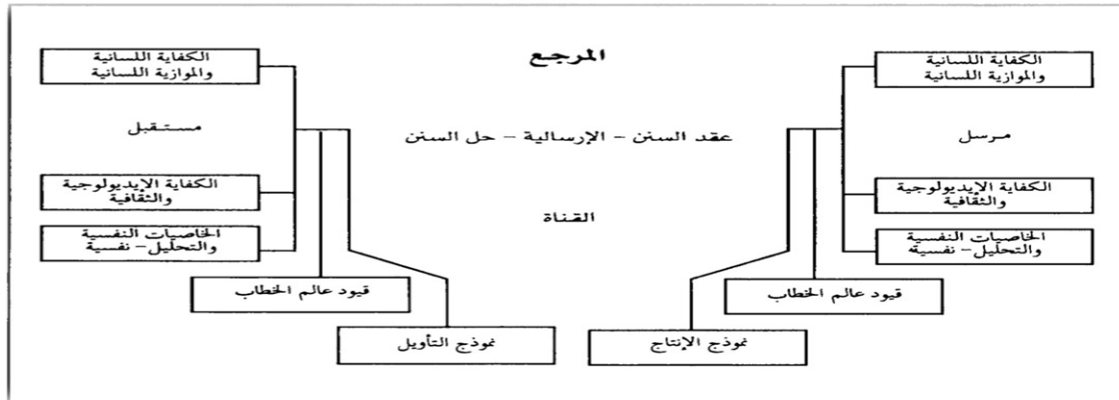 المرجع
الكفاية اللسانية
والموازية اللسانية
مرسل
الكفاية الإيديولوجية
والثقافية
الخاصيات النفسية
والتحليل - نفسية
قيود عالم الخطاب
نموذج الإنتاج
عقد السنن - الإرسالية - حل السنن
القناة
الكفاية اللسانية
والموازية اللسانية
مستقبل
الكفاية الإيديولوجية
والثقافية
الخاصيات النفسية
والتحليل - نفسية
قيود عالم الخطاب
نموذج التأويل